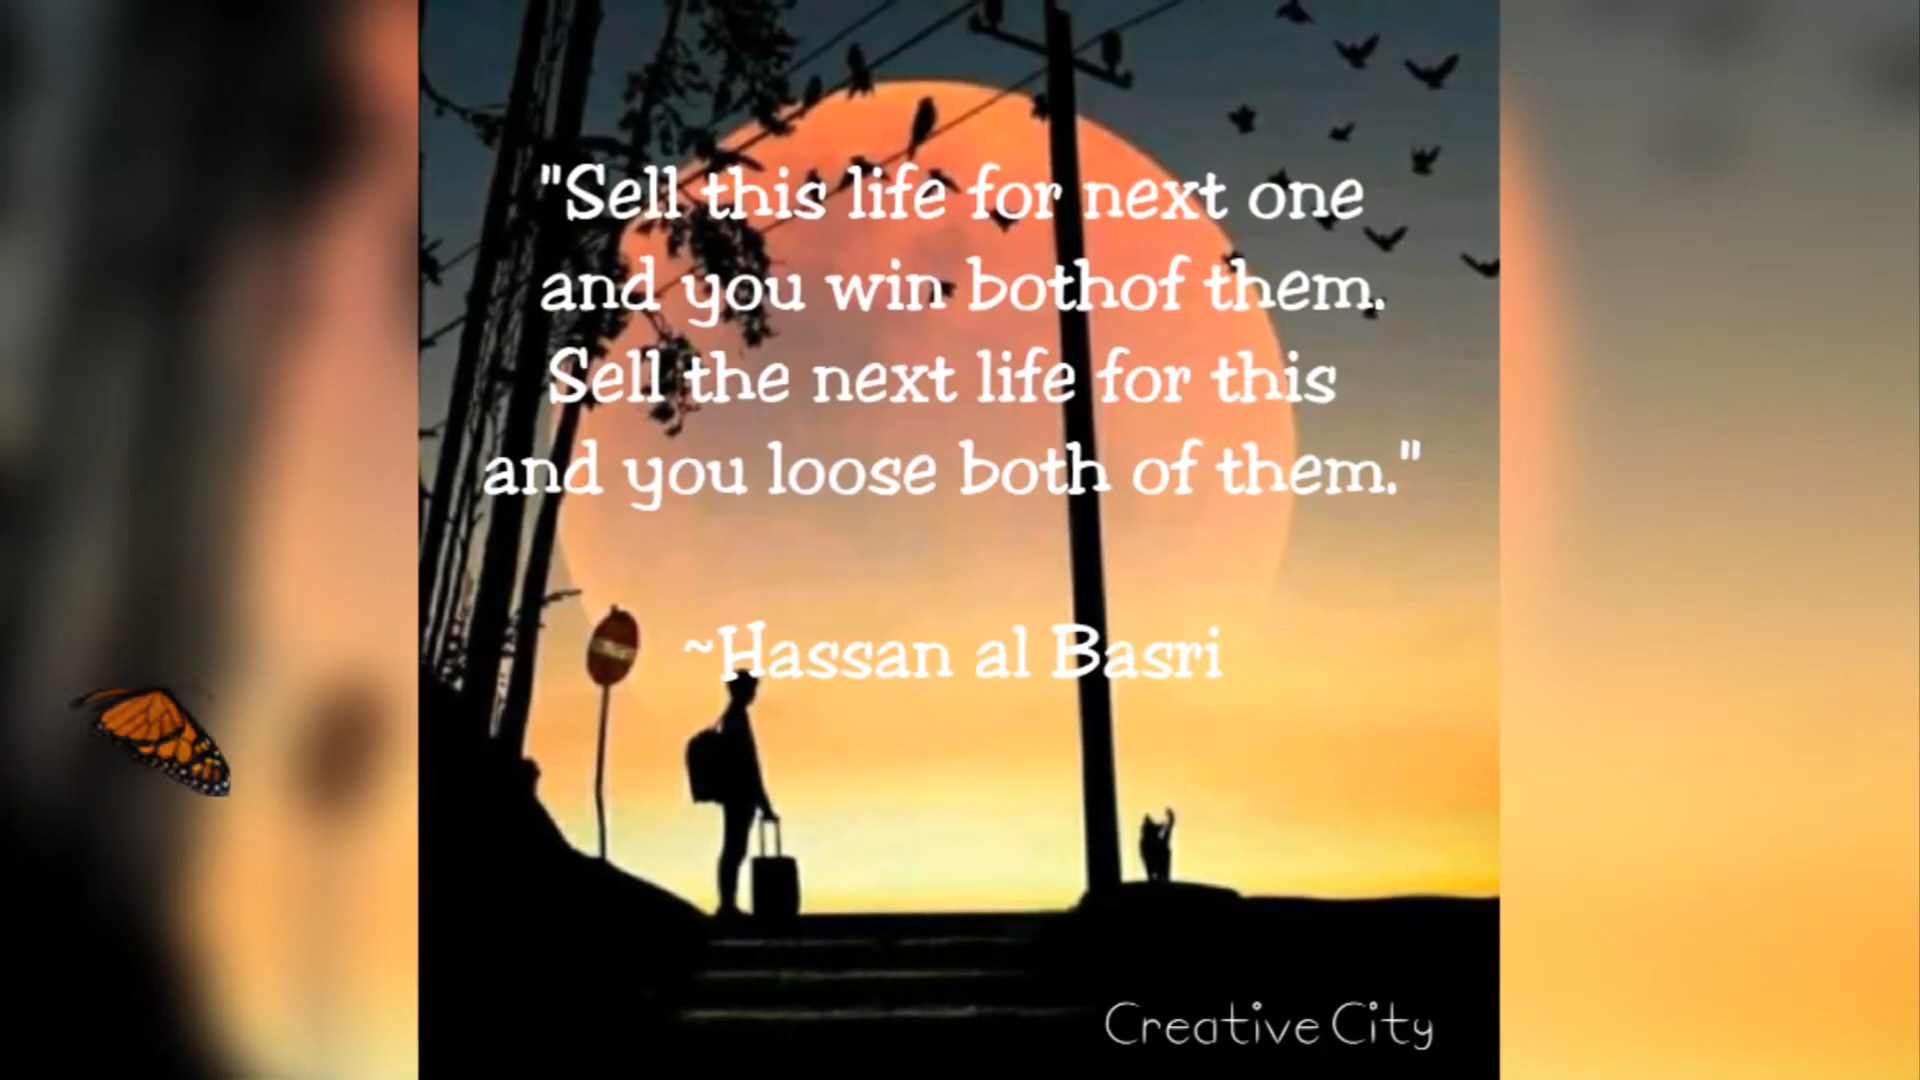 "Sell this life for next one
and you win bothof them.
Sell the next life for this
and you loose both of them."
~Hassan al Basri
Creative City